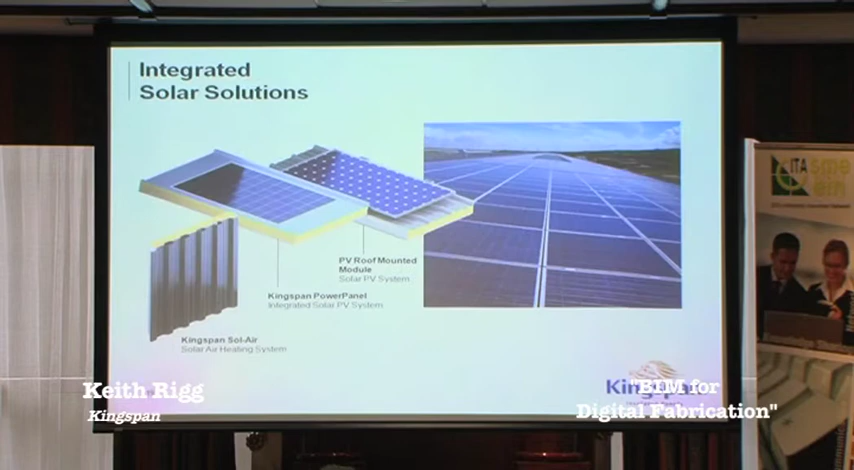 Integrated
Solar Solutions
PV Roof Mounted
Module
Solar PV System
Kingspan PowerPanel
Integrated Solar PV System
Kingspan Sol-Air
Solar Air Heating System
ITA
Keith Rigg
Kingspan
"BIM for
Digital Fabrication"